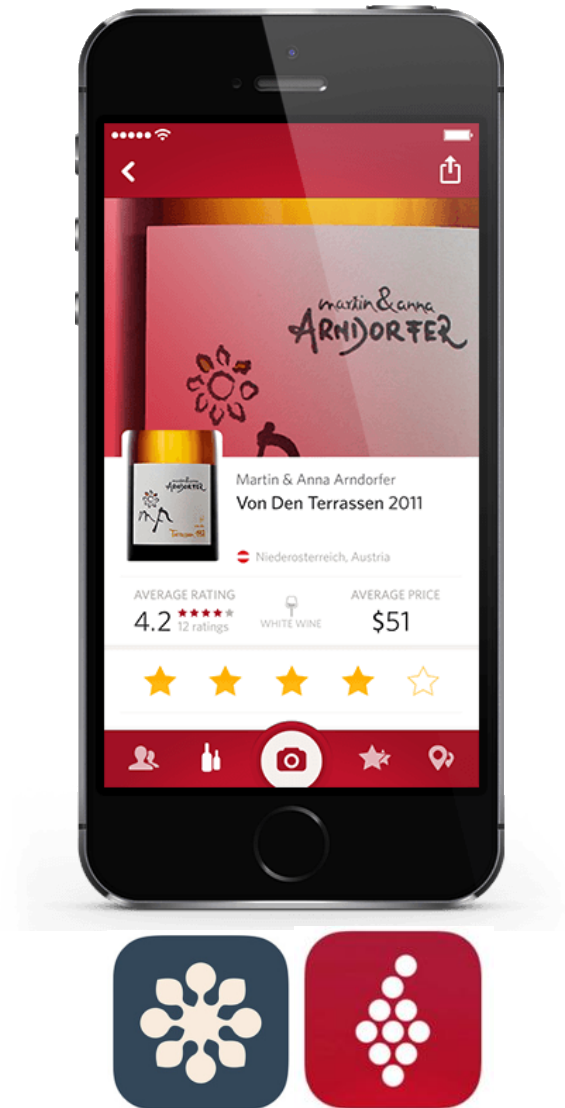 martin & anna
ARNDORFER
Martin & Anna Arndorfer
Von Den Terrassen 2011
Niederosterreich, Austria
AVERAGE RATING
4.2
12 ratings
WHITE WINE
AVERAGE PRICE
$51